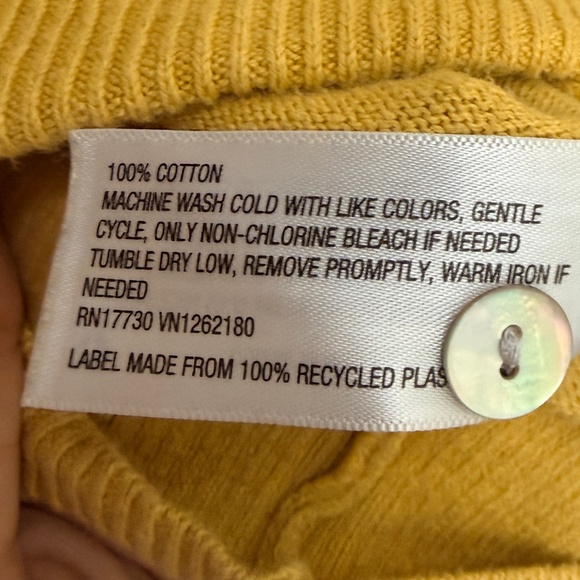 100% COTTON
MACHINE WASH COLD WITH LIKE COLORS, GENTLE
CYCLE, ONLY NON-CHLORINE BLEACH IF NEEDED
TUMBLE DRY LOW, REMOVE PROMPTLY, WARM IRON IF
NEEDED
RN17730 VN1262180
LABEL MADE FROM 100% RECYCLED